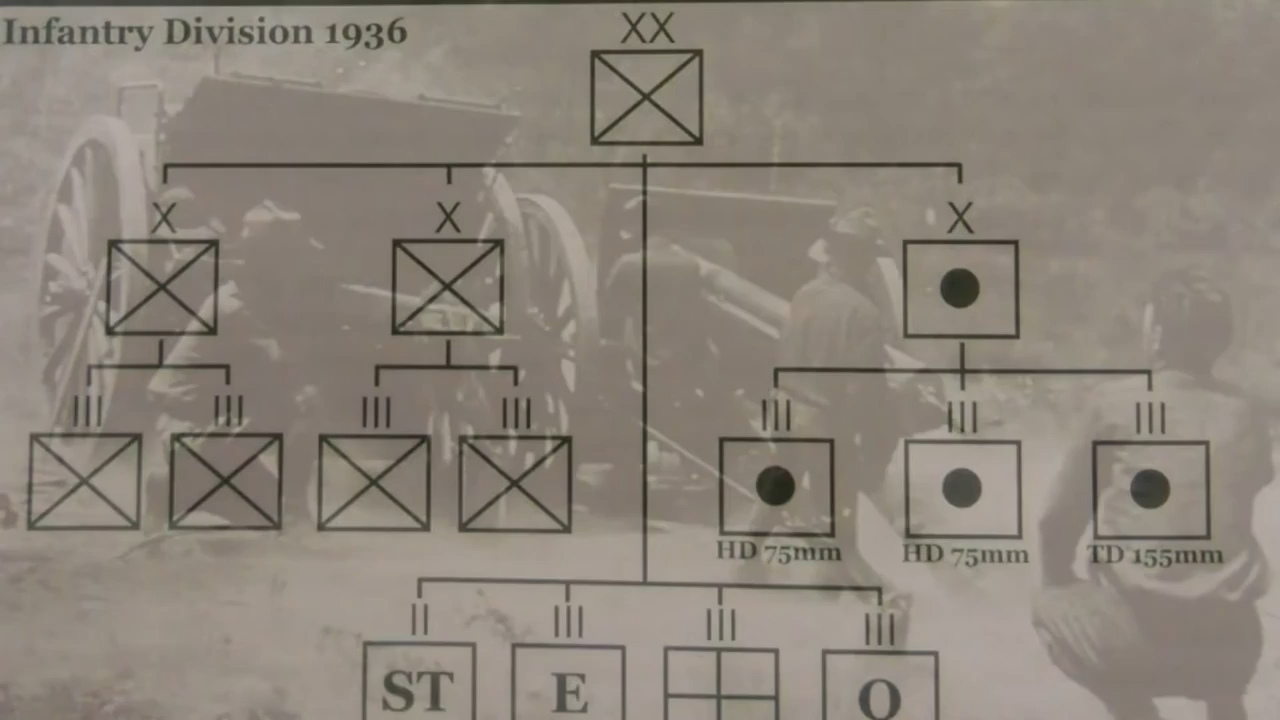 Infantry Division 1936
XX
X X X
III III III III III III III
HD 75mm HD 75mm TD 155mm
II III III III
ST E O